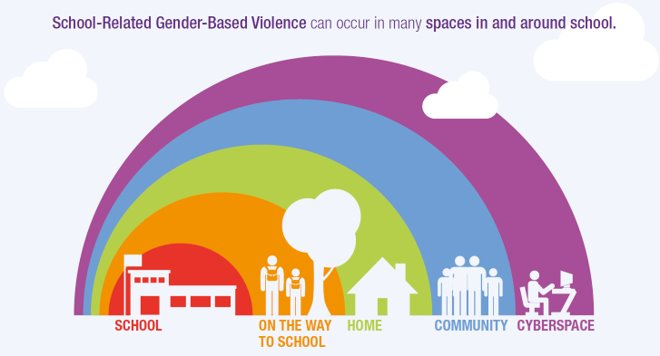 School-Related Gender-Based Violence can occur in many spaces in and around school.
SCHOOL
ON THE WAY
TO SCHOOL
HOME
COMMUNITY
CYBERSPACE